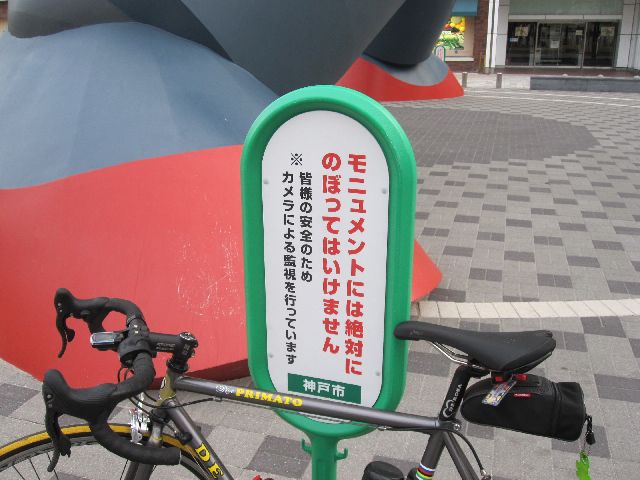 モニュメントには絶対に
のぼってはいけません
※皆様の安全のため
カメラによる監視を行っています
神戸市
PRIMATO
DE